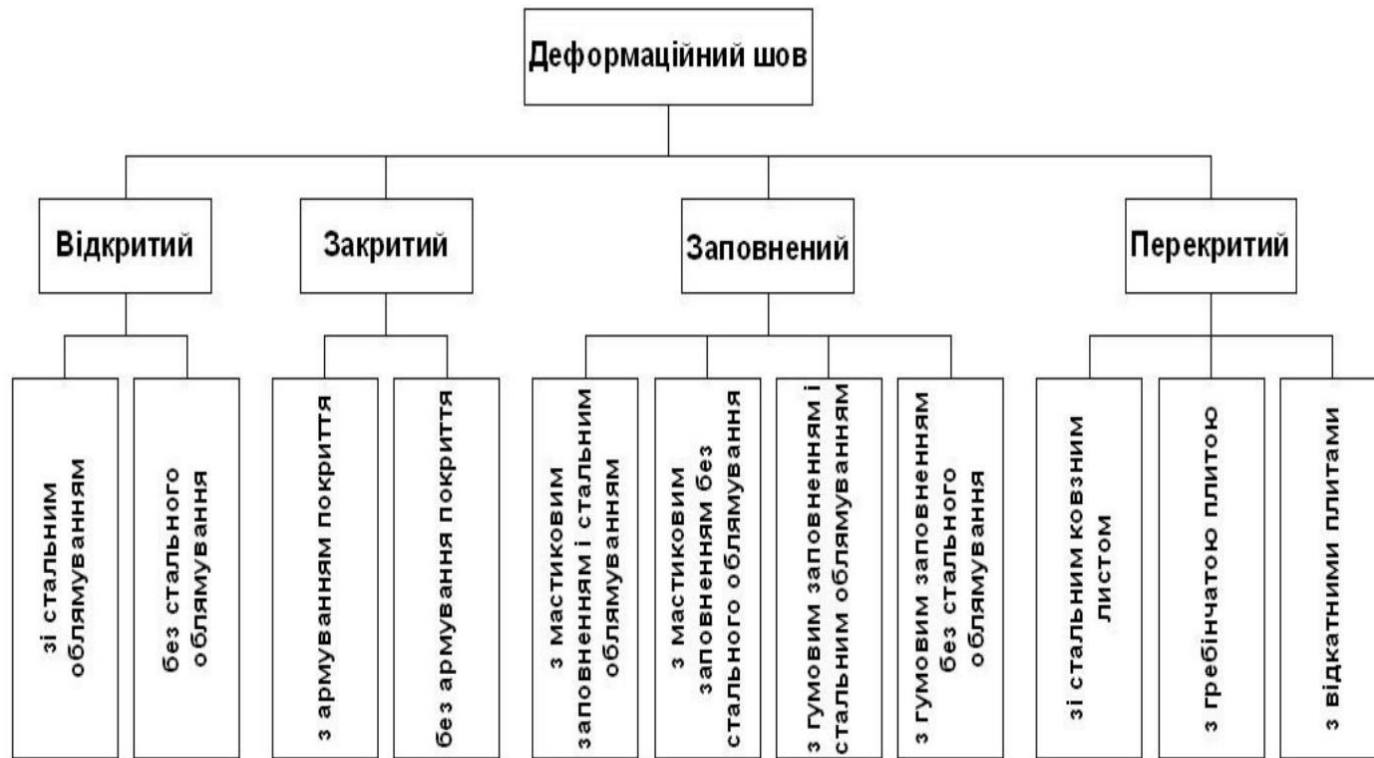 Деформаційний шов
Відкритий
Закритий
Заповнений
Перекритий
зі стальним
облямуванням
без стального
облямування
з армуванням покриття
без армування покриття
з мастиковим
заповненням і стальним
облямуванням
з мастиковим
заповненням без
стального облямування
з гумовим заповненням і
стальним облямуванням
з гумовим заповненням
без стального
облямування
зі стальним ковзним
листом
з гребінчатою плитою
з відкатними плитами